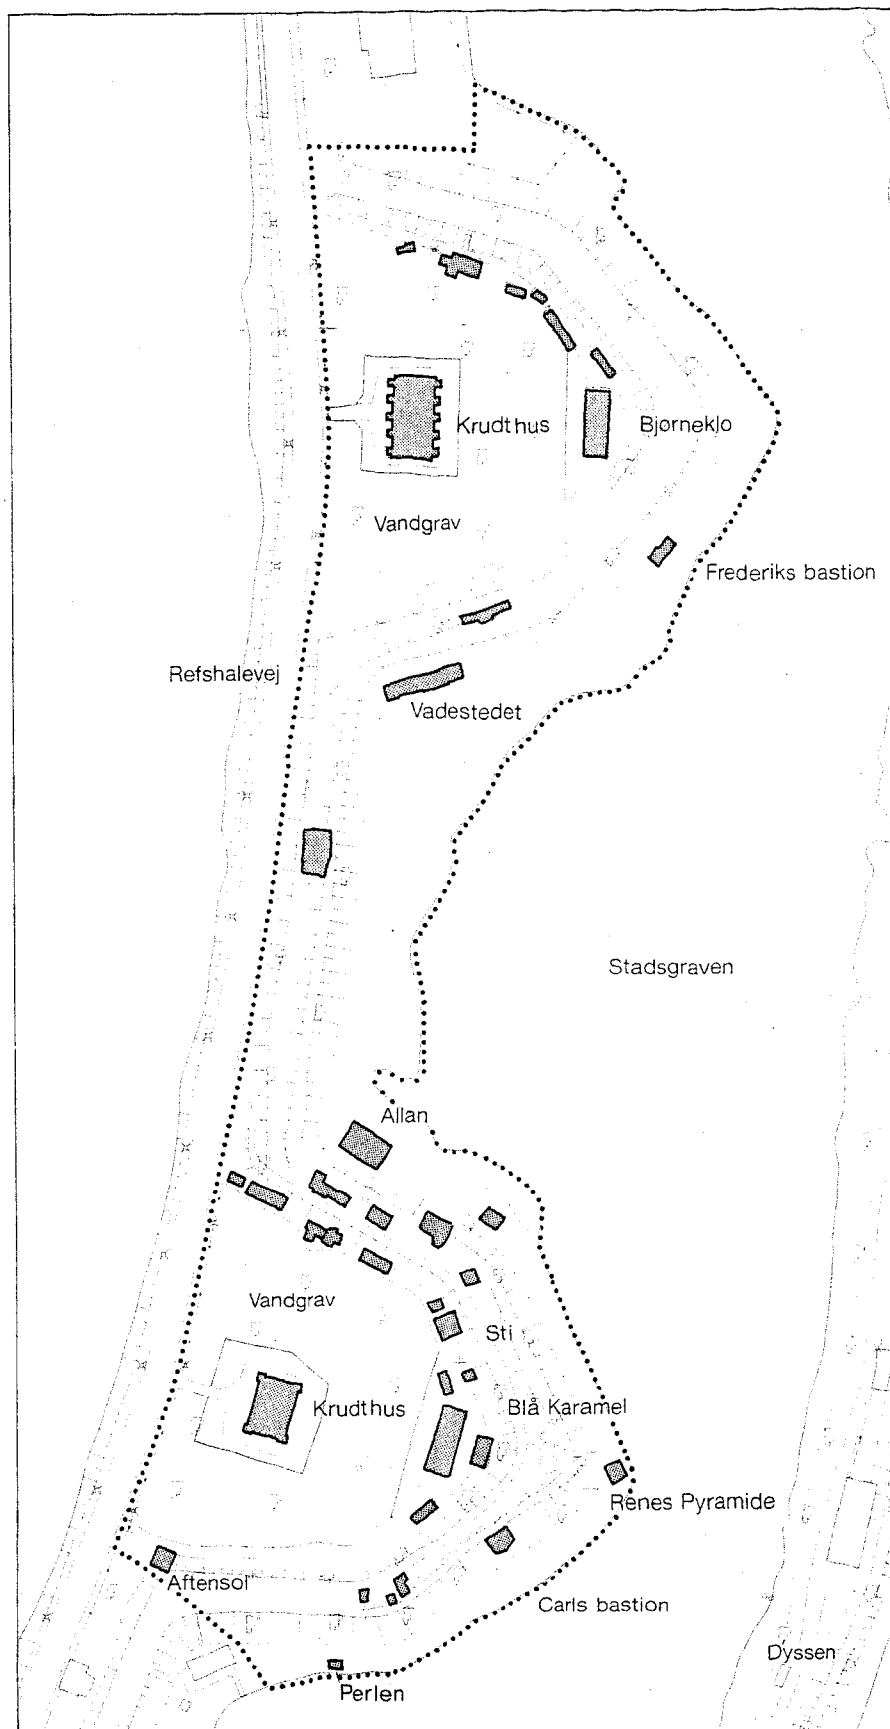 Krudthus
Bjørneklo
Vandgrav
Frederiks bastion
Refshalevej
Vadestedet
Stadsgraven
Allan
Vandgrav
Sti
Krudthus
Blå Karamel
Renes Pyramide
Aftensol
Carls bastion
Dyssen
Perlen